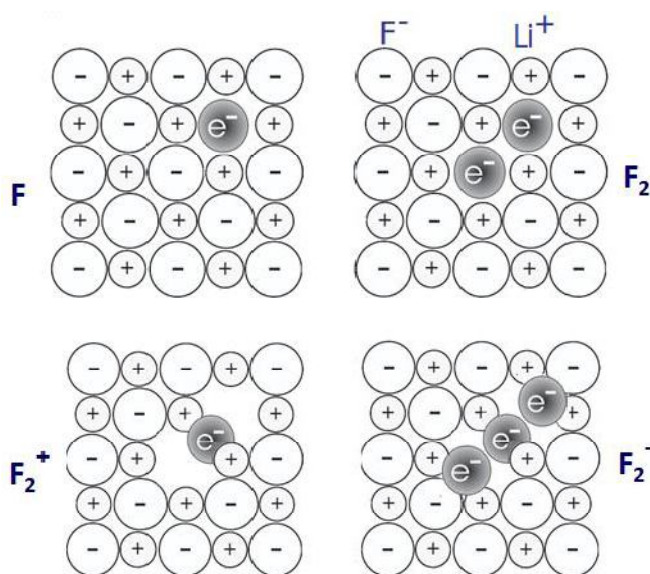 F⁻ Li⁺
− + − + −
+ − + e⁻ +
− + − + −
+ − + − +
− + − + −
F
− + − + −
+ − + e⁻ +
− + e⁻ + −
+ − + − +
− + − + −
F₂
− + − + −
+ − + +
− + e⁻ + −
+ − + − +
− + − + −
F₂⁺
− + − + −
+ − + e⁻ +
− + e⁻ + −
e⁻
+ − + − +
− + − + −
F₂⁻